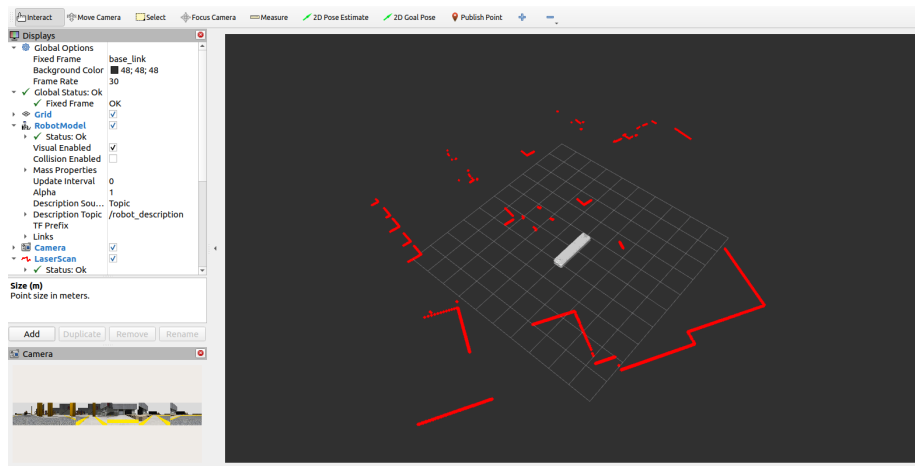 Interact Move Camera Select Focus Camera Measure 2D Pose Estimate 2D Goal Pose Publish Point
Displays
Global Options
Fixed Frame base_link
Background Color 48; 48; 48
Frame Rate 30
Global Status: Ok
Fixed Frame OK
Grid
RobotModel
Status: Ok
Visual Enabled
Collision Enabled
Mass Properties
Update Interval 0
Alpha 1
Description Sou... Topic
Description Topic /robot_description
TF Prefix
Links
Camera
LaserScan
Status: Ok
Size (m)
Point size in meters.
Add Duplicate Remove Rename
Camera